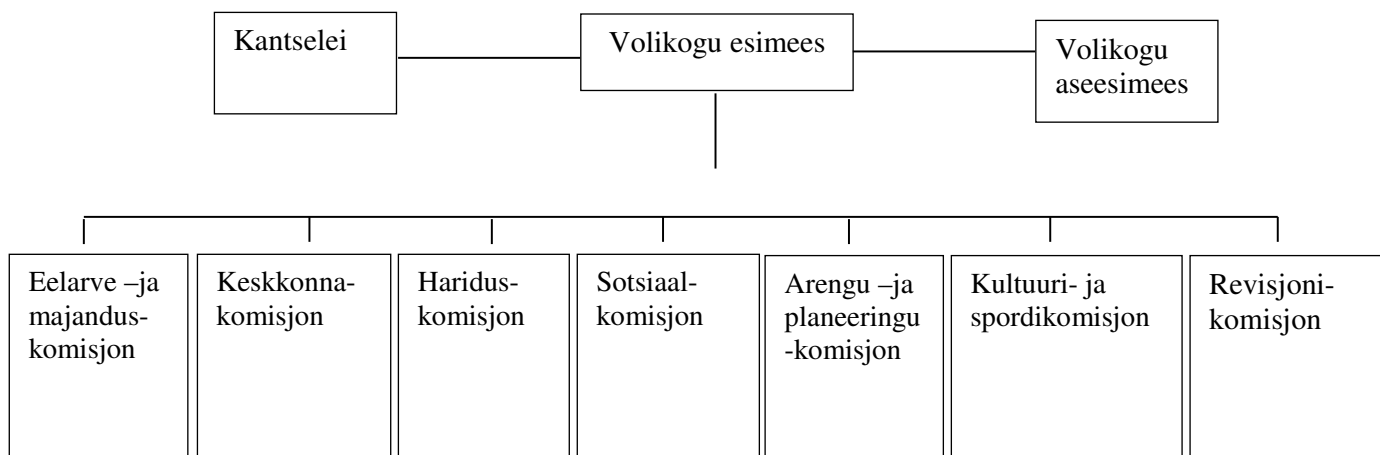 Kantselei
Volikogu esimees
Volikogu
aseesimees
Eelarve –ja
majandus-
komisjon
Keskkonna-
komisjon
Haridus-
komisjon
Sotsiaal-
komisjon
Arengu –ja
planeeringu
-komisjon
Kultuuri- ja
spordikomisjon
Revisjoni-
komisjon